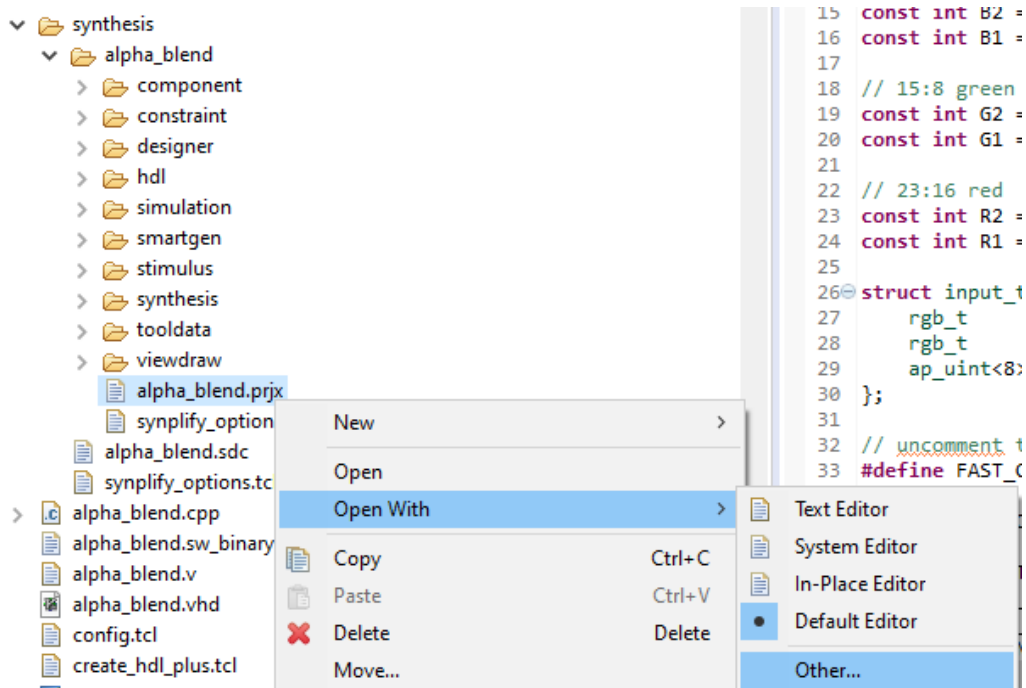 synthesis
alpha_blend
component
constraint
designer
hdl
simulation
smartgen
stimulus
synthesis
tooldata
viewdraw
alpha_blend.prjx
synplify_option
alpha_blend.sdc
synplify_options.tc
alpha_blend.cpp
alpha_blend.sw_binary
alpha_blend.v
alpha_blend.vhd
config.tcl
create_hdl_plus.tcl
New
Open
Open With
Copy Ctrl+C
Paste Ctrl+V
Delete Delete
Move...
Text Editor
System Editor
In-Place Editor
Default Editor
Other...
15 const int B2 =
16 const int B1 =
17
18 // 15:8 green
19 const int G2 =
20 const int G1 =
21
22 // 23:16 red
23 const int R2 =
24 const int R1 =
25
26 struct input_t
27 rgb_t
28 rgb_t
29 ap_uint<8>
30 };
31
32 // uncomment t
33 #define FAST_C